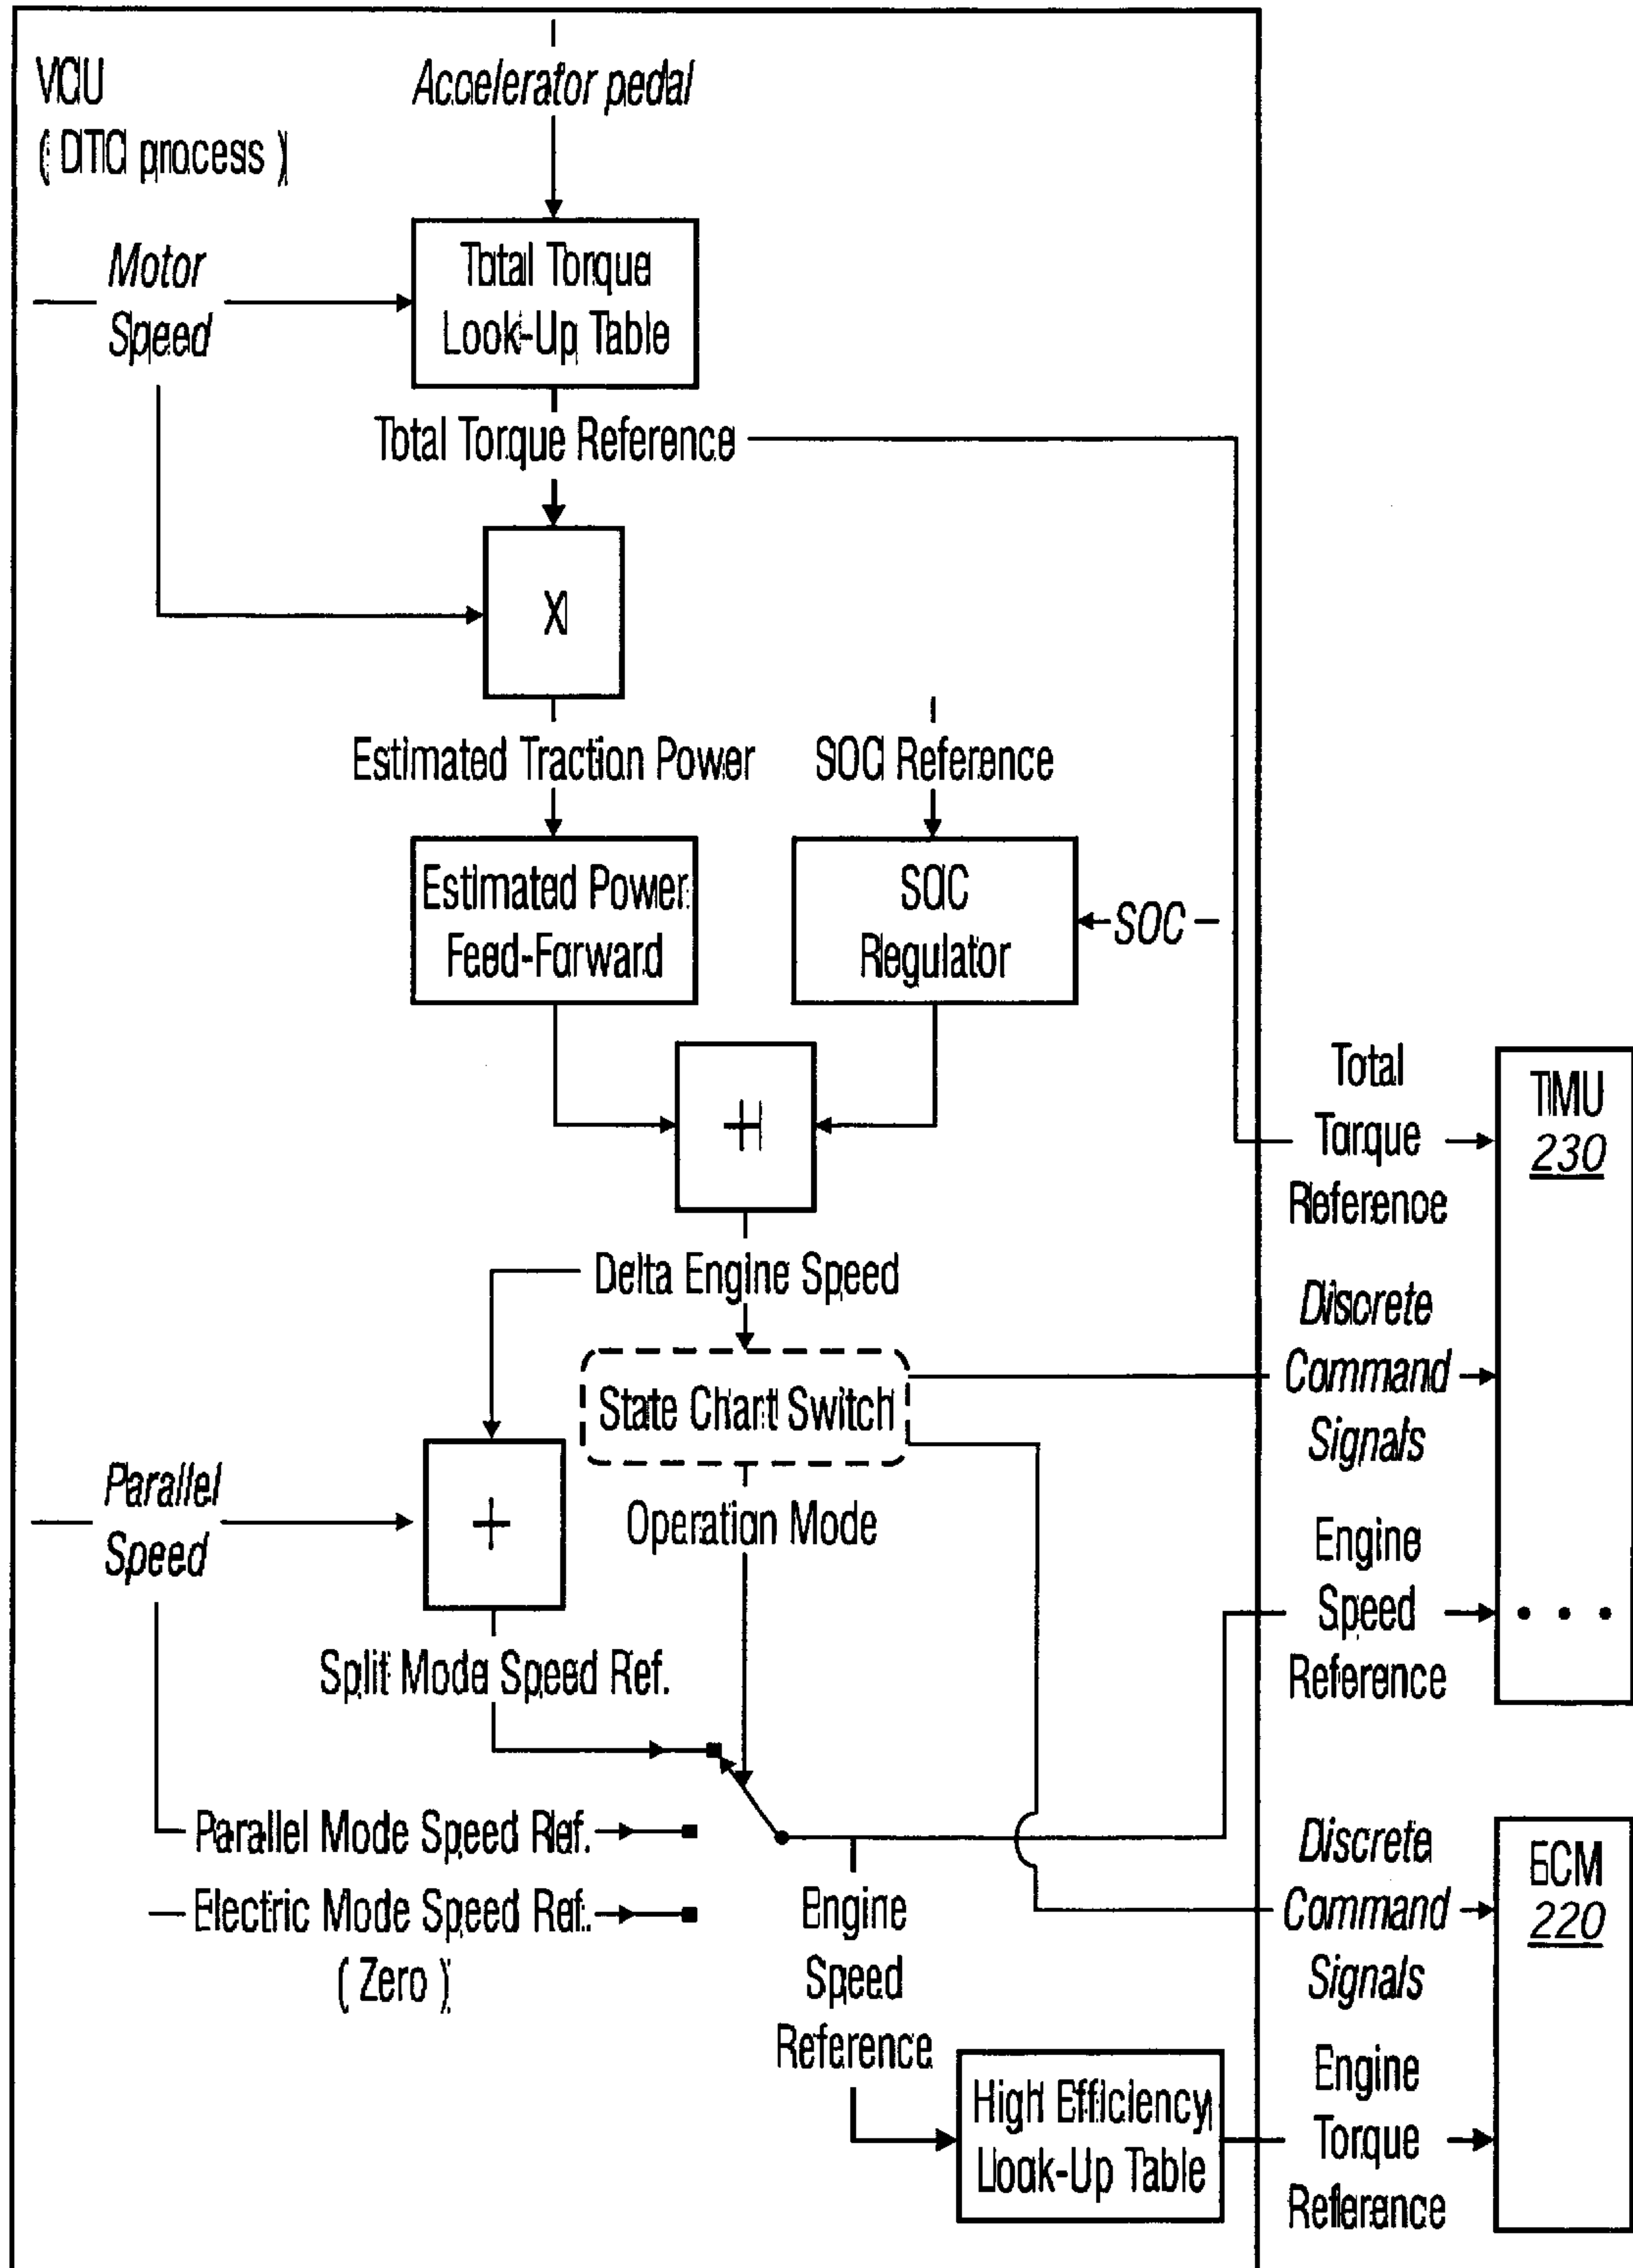 VCU
( DTC process )
Accelerator pedal
Motor
Speed
Total Torque
Look-Up Table
Total Torque Reference
X
Estimated Traction Power
SOC Reference
Estimated Power
Feed-Forward
SOC
Regulator
SOC
+
Delta Engine Speed
State Chart Switch
Parallel
Speed
+
Operation Mode
Split Mode Speed Ref.
Parallel Mode Speed Ref.
Electric Mode Speed Ref.
( Zero )
Engine
Speed
Reference
High Efficiency
Look-Up Table
Total
Torque
Reference
Discrete
Command
Signals
Engine
Speed
Reference
TMU
230
• • •
Discrete
Command
Signals
Engine
Torque
Reference
ECM
220